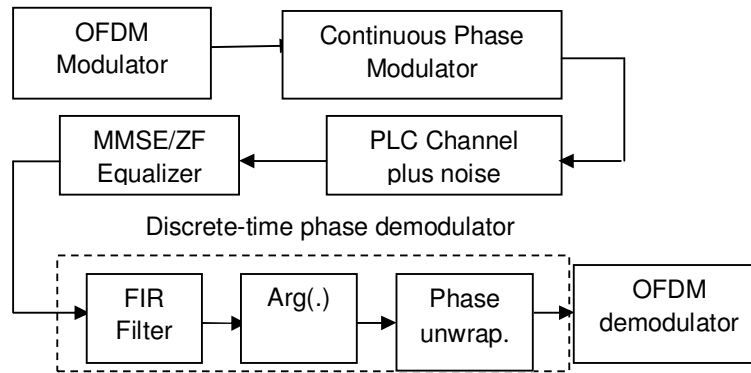 OFDM
Modulator
Continuous Phase
Modulator
MMSE/ZF
Equalizer
PLC Channel
plus noise
Discrete-time phase demodulator
FIR
Filter
Arg(.)
Phase
unwrap.
OFDM
demodulator